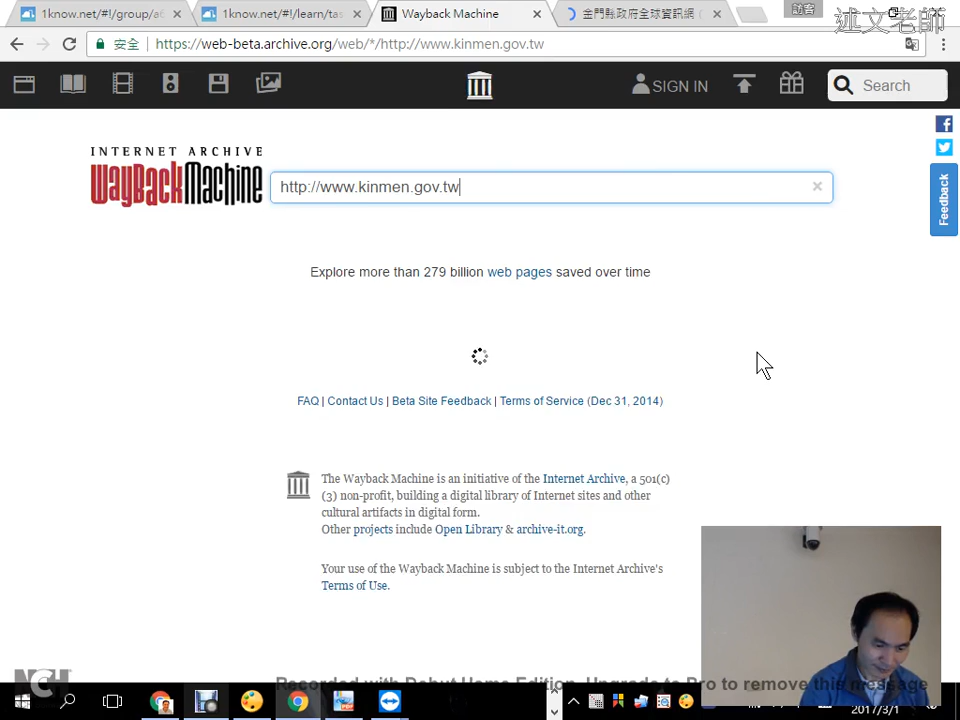 1know.net/#!/group/a6
1know.net/#!/learn/tas
Wayback Machine
金門縣政府全球資訊網 (
訪客
述文老師
安全
https://web-beta.archive.org/web/*/http://www.kinmen.gov.tw
SIGN IN
Search
INTERNET ARCHIVE
WayBackMachine
http://www.kinmen.gov.tw
Feedback
Explore more than 279 billion web pages saved over time
FAQ | Contact Us | Beta Site Feedback | Terms of Service (Dec 31, 2014)
The Wayback Machine is an initiative of the Internet Archive, a 501(c)
(3) non-profit, building a digital library of Internet sites and other
cultural artifacts in digital form.
Other projects include Open Library & archive-it.org.
Your use of the Wayback Machine is subject to the Internet Archive's
Terms of Use.
NCH
Recorded with Debut Home Edition. Upgrade to Pro to remove this message
2017/3/1